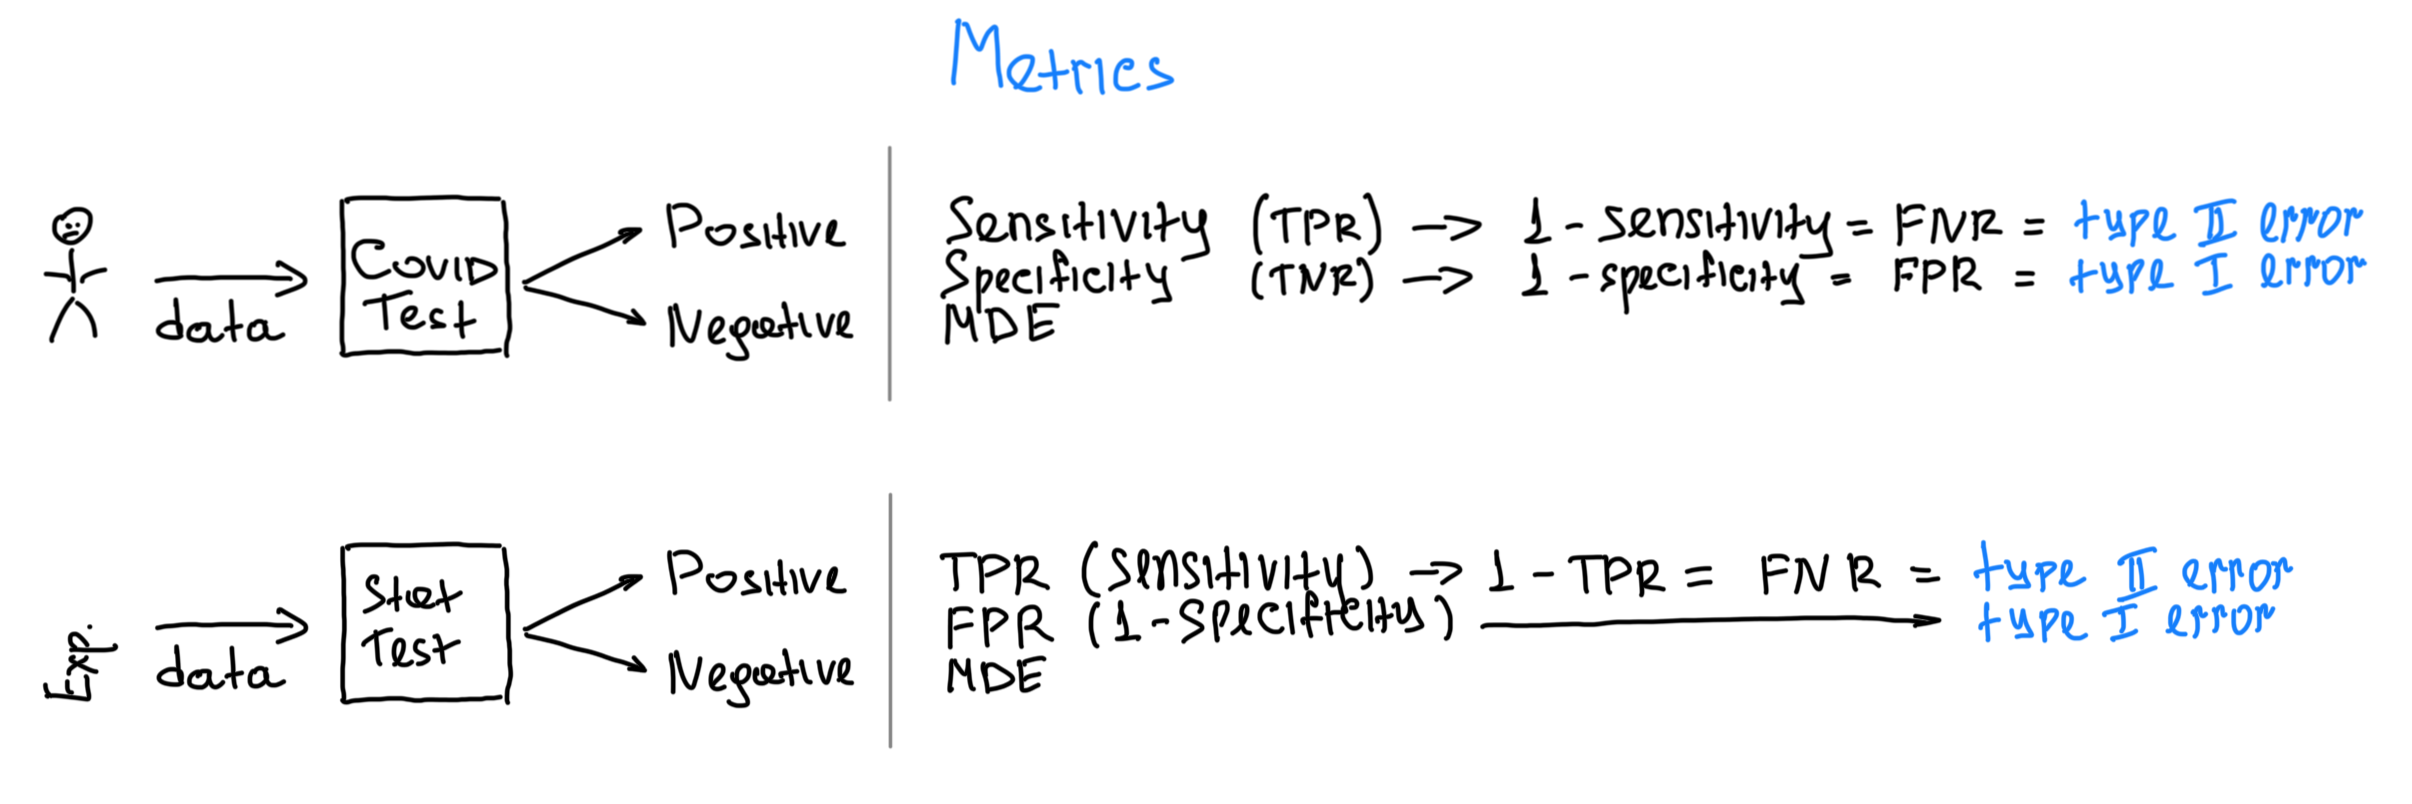 Metrics
Covid
Test
data
Positive
Negative
Sensitivity (TPR) → 1 - sensitivity = FNR = type II error
Specificity (TNR) → 1 - specificity = FPR = type I error
MDE
Exp.
data
Stat
Test
Positive
Negative
TPR (sensitivity) → 1 - TPR = FNR = type II error
FPR (1 - specificity) → type I error
MDE